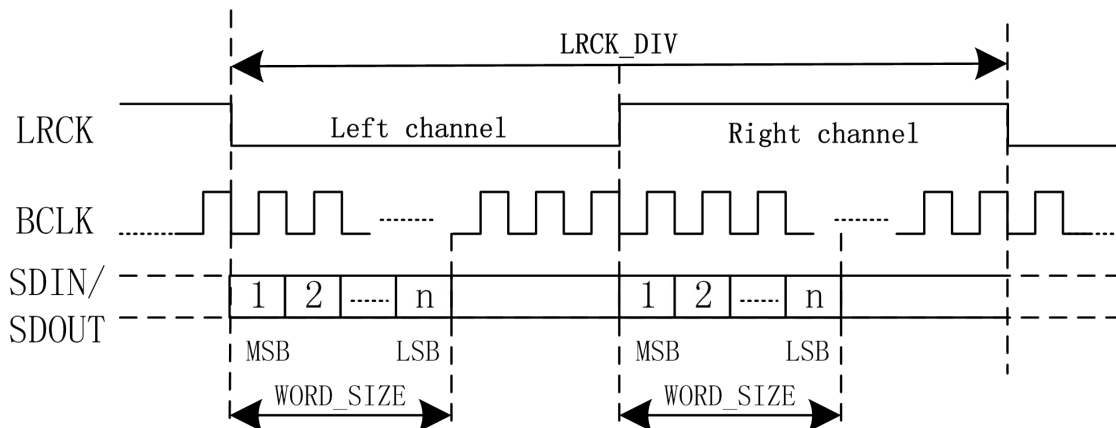 LRCK_DIV
LRCK
Left channel
Right channel
BCLK
SDIN/
SDOUT
1 2 n 1 2 n
MSB LSB MSB LSB
WORD_SIZE WORD_SIZE